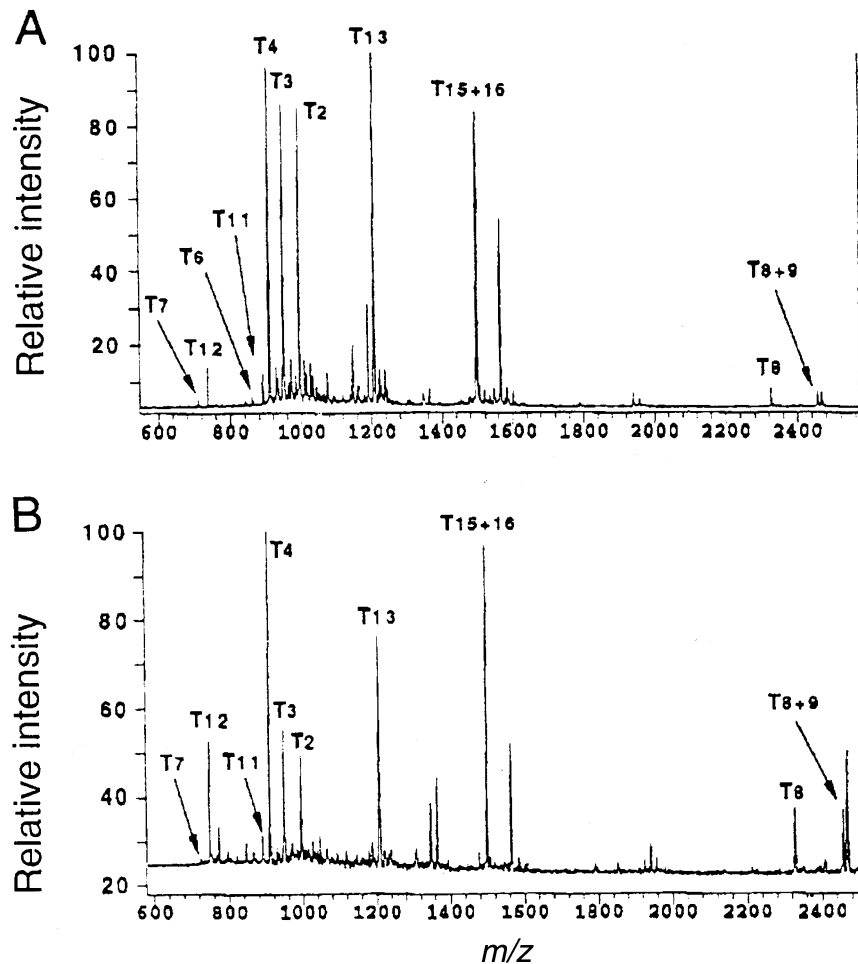 A
Relative intensity
100
80
60
40
20
T4
T13
T3
T2
T15+16
T11
T6
T7
T12
T8+9
T8
600 800 1000 1200 1400 1600 1800 2000 2200 2400
B
Relative intensity
100
80
60
40
20
T15+16
T4
T13
T3
T12
T2
T7
T11
T8+9
T8
600 800 1000 1200 1400 1600 1800 2000 2200 2400
m/z